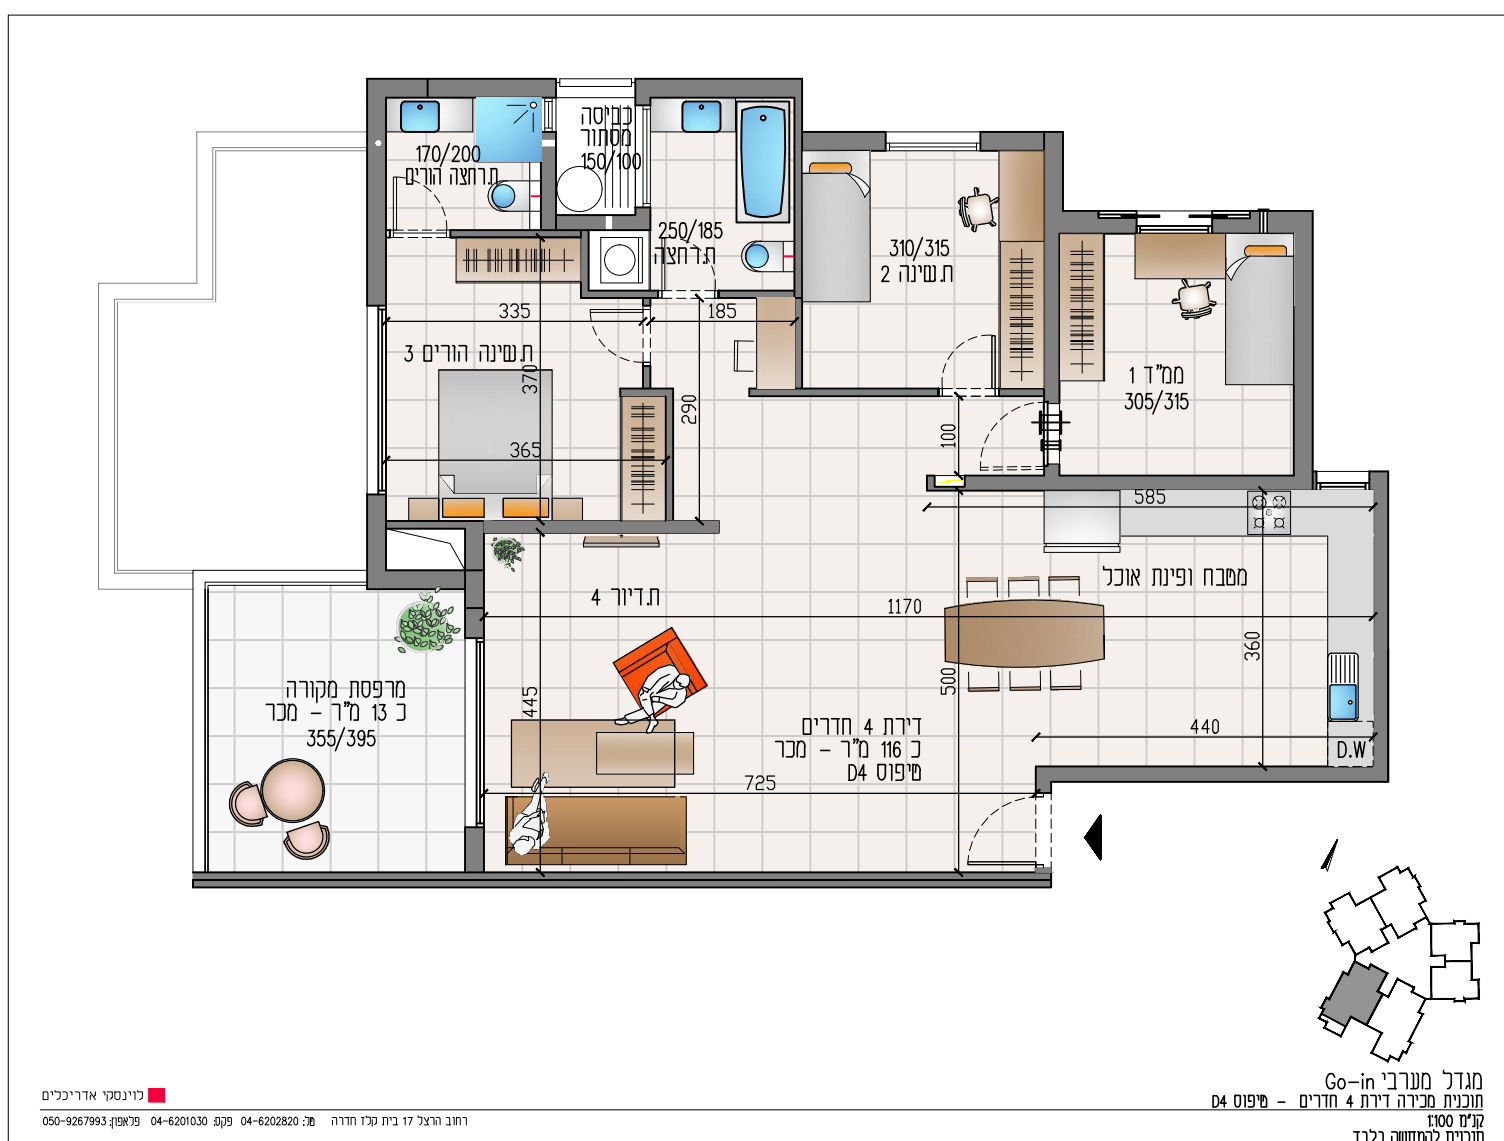 כביסה
מסתור
150/100
170/200
ת.רחצה הורים
250/185
ת.רחצה
310/315
ת.שינה 2
335
185
ת.שינה הורים 3
370
ממ"ד 1
305/315
290
100
365
585
מטבח ופינת אוכל
ת.דיור 4
1170
360
500
445
מרפסת מקורה
כ 13 מ"ר - מכר
355/395
דירת 4 חדרים
כ 116 מ"ר - מכר
טיפוס D4
440
D.W
725
מגדל מערבי Go-in
תוכנית מכירה דירת 4 חדרים - טיפוס D4
קנ"מ 1:100
תוכנית להמחשה בלבד
לוינסקי אדריכלים
רחוב הרצל 17 בית קלז חדרה טל: 04-6202820 פקס: 04-6201030 פלאפון: 050-9267993